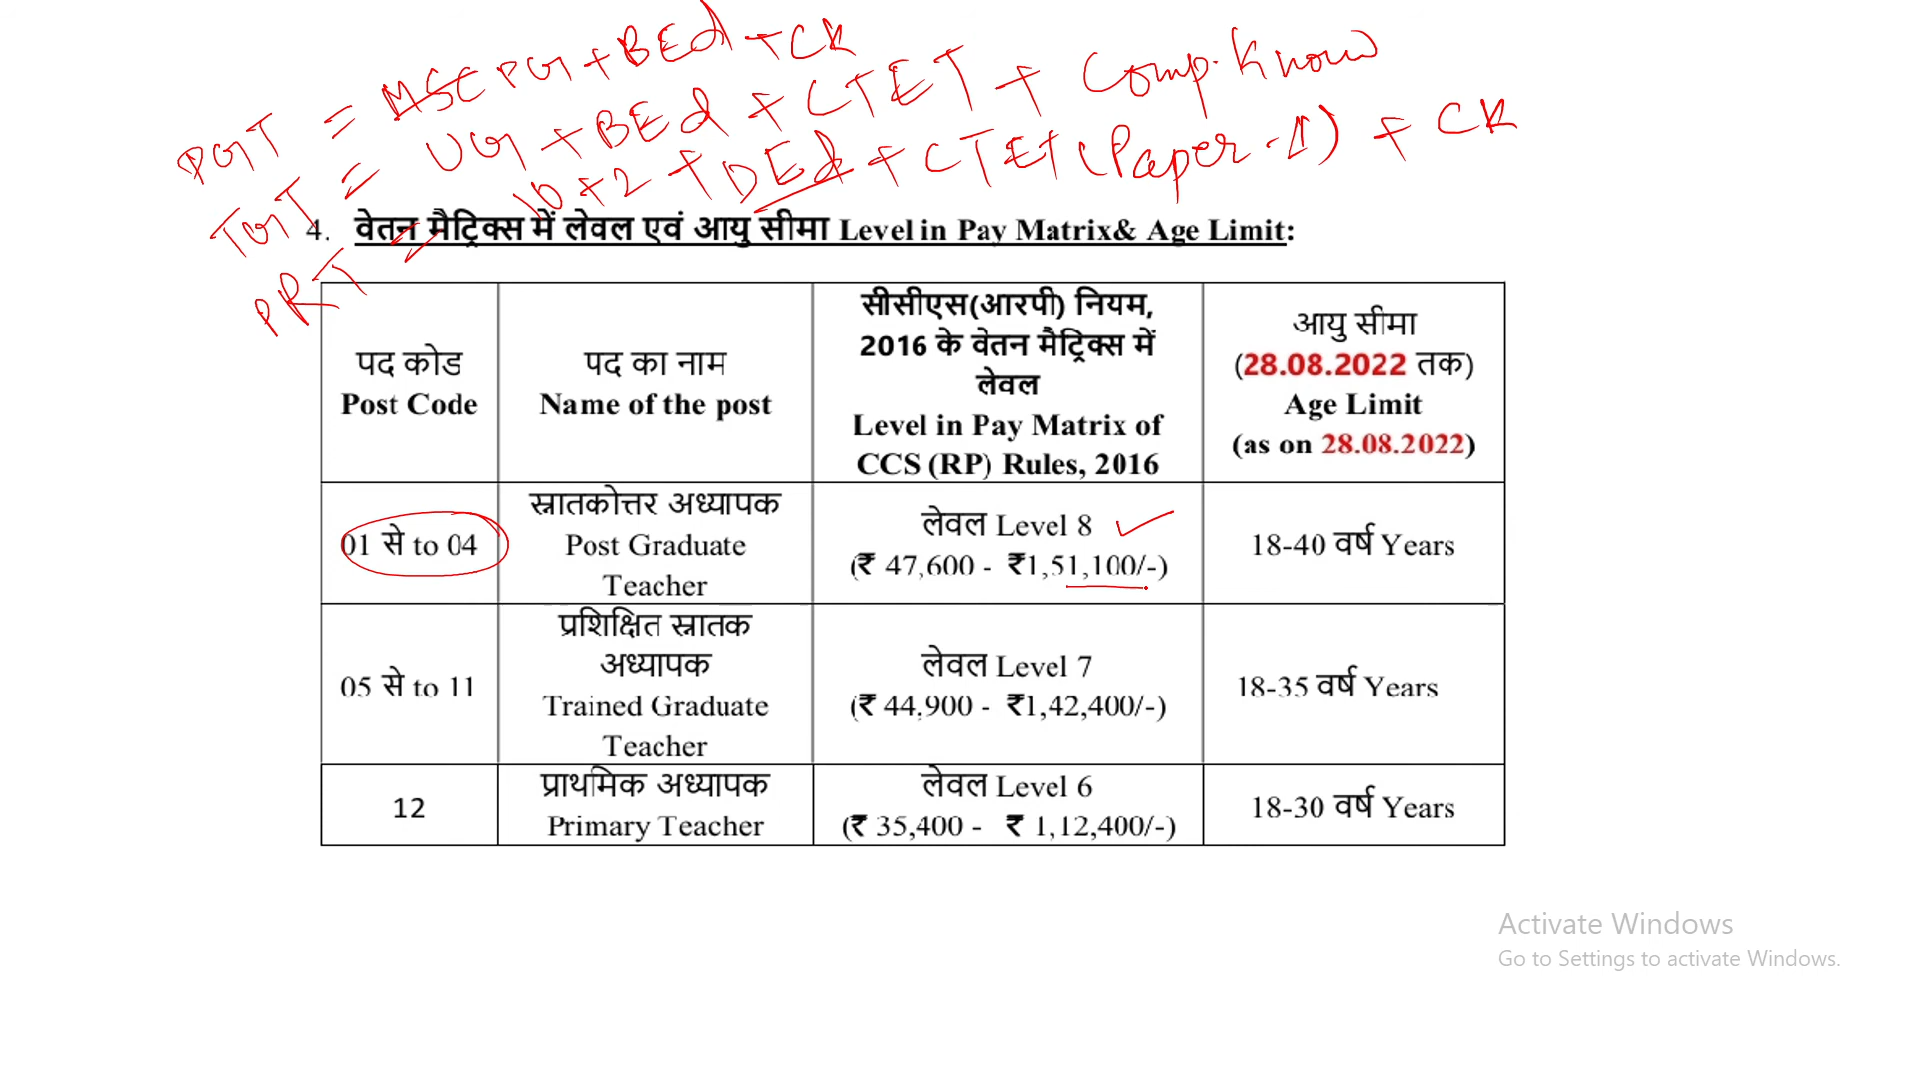 PGT = MSC PG + BEd + CK
TGT = UG + BEd + CTET + Comp. Know
PRT = 10+2 + DEd + CTET (Paper-1) + CK
4. वेतन मैट्रिक्स में लेवल एवं आयु सीमा Level in Pay Matrix& Age Limit:
पद कोड
Post Code
पद का नाम
Name of the post
सीसीएस(आरपी) नियम,
2016 के वेतन मैट्रिक्स में
लेवल
Level in Pay Matrix of
CCS (RP) Rules, 2016
आयु सीमा
(28.08.2022 तक)
Age Limit
(as on 28.08.2022)
01 से to 04
स्नातकोत्तर अध्यापक
Post Graduate
Teacher
लेवल Level 8
(₹ 47,600 - ₹1,51,100/-)
18-40 वर्ष Years
05 से to 11
प्रशिक्षित स्नातक
अध्यापक
Trained Graduate
Teacher
लेवल Level 7
(₹ 44,900 - ₹1,42,400/-)
18-35 वर्ष Years
12
प्राथमिक अध्यापक
Primary Teacher
लेवल Level 6
(₹ 35,400 - ₹ 1,12,400/-)
18-30 वर्ष Years
Activate Windows
Go to Settings to activate Windows.